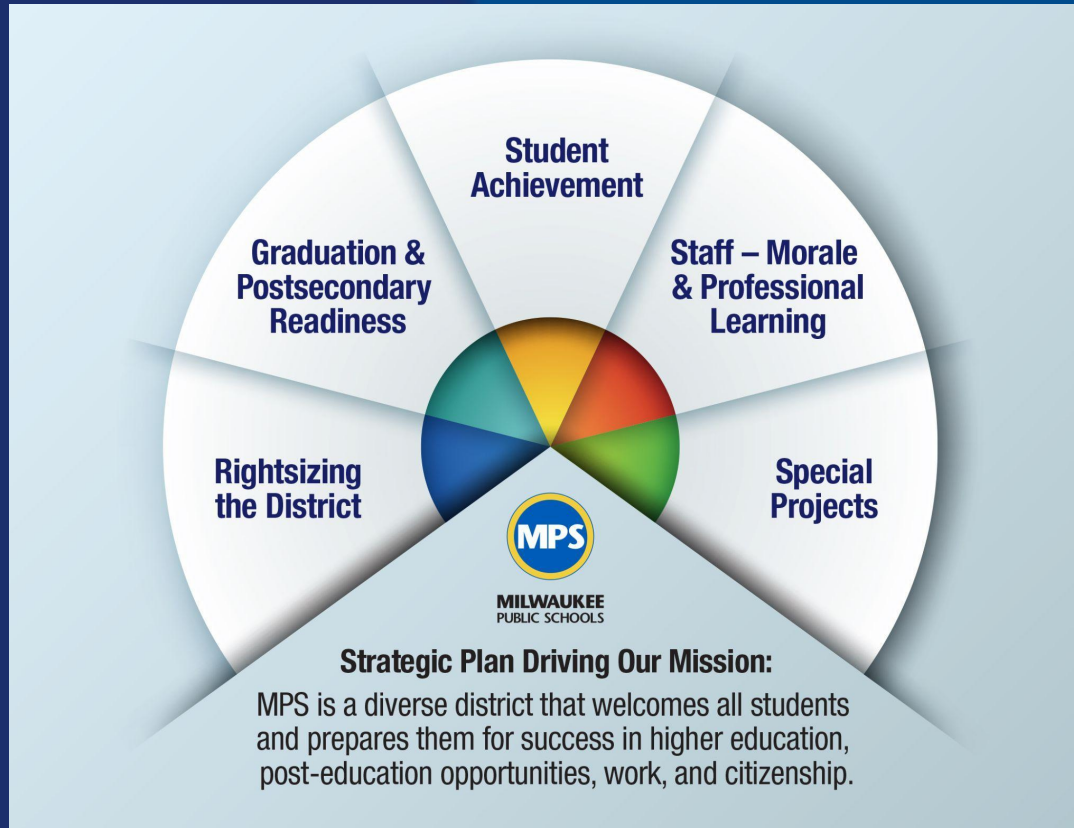 Student
Achievement
Graduation &
Postsecondary
Readiness
Staff – Morale
& Professional
Learning
Rightsizing
the District
Special
Projects
MPS
MILWAUKEE
PUBLIC SCHOOLS
Strategic Plan Driving Our Mission:
MPS is a diverse district that welcomes all students
and prepares them for success in higher education,
post-education opportunities, work, and citizenship.